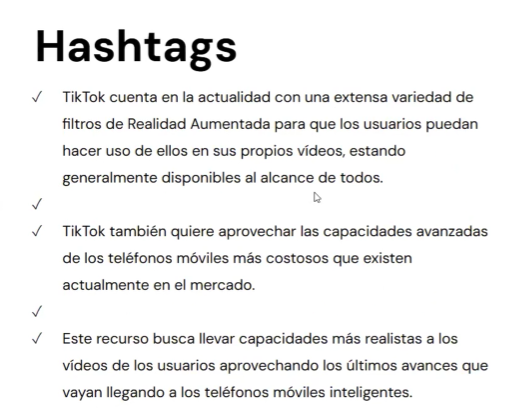 Hashtags
✓ TikTok cuenta en la actualidad con una extensa variedad de
filtros de Realidad Aumentada para que los usuarios puedan
hacer uso de ellos en sus propios vídeos, estando
generalmente disponibles al alcance de todos.
✓
✓ TikTok también quiere aprovechar las capacidades avanzadas
de los teléfonos móviles más costosos que existen
actualmente en el mercado.
✓
✓ Este recurso busca llevar capacidades más realistas a los
vídeos de los usuarios aprovechando los últimos avances que
vayan llegando a los teléfonos móviles inteligentes.